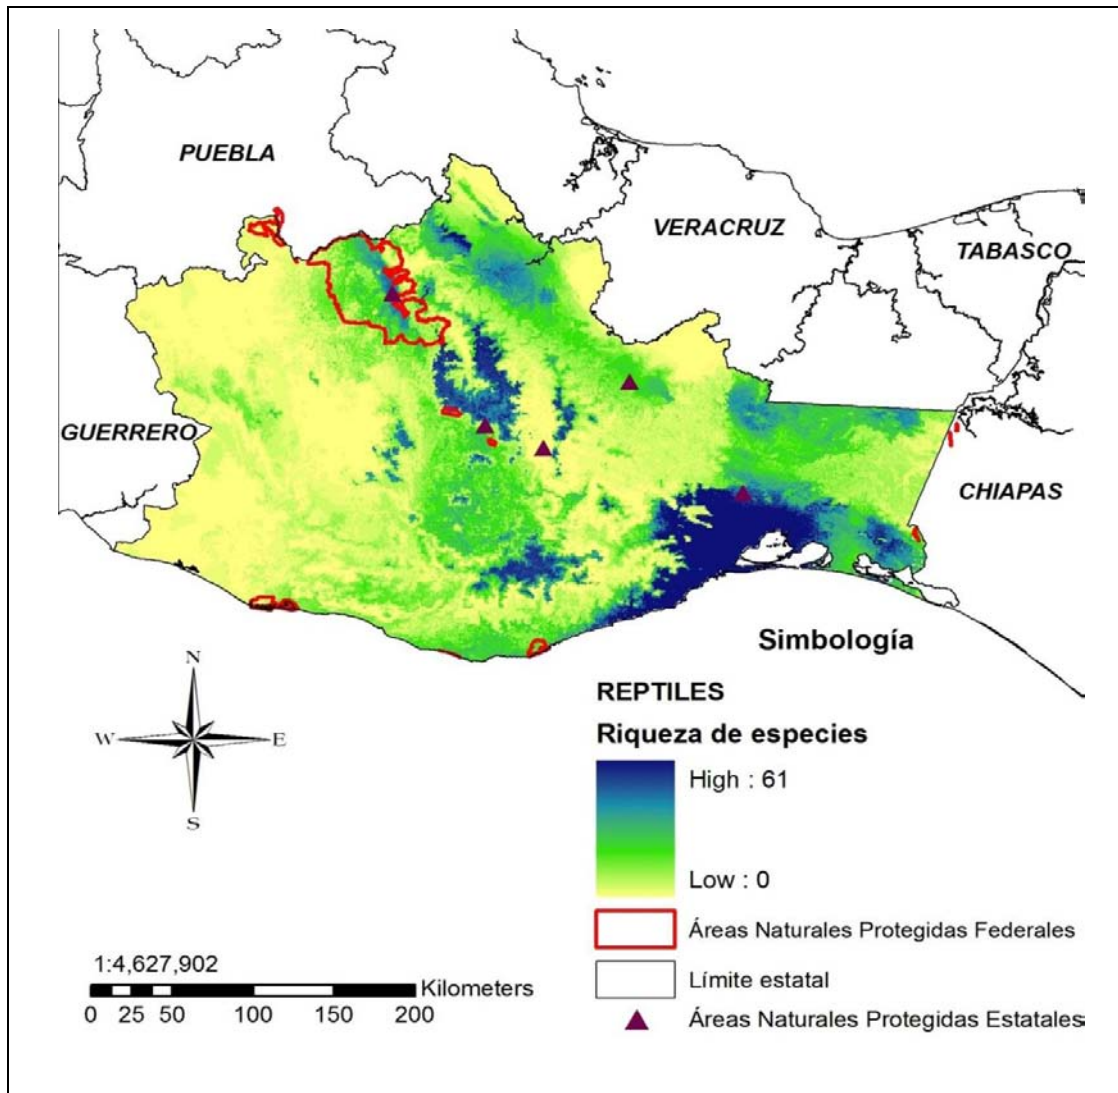 PUEBLA
VERACRUZ
TABASCO
GUERRERO
CHIAPAS
Simbología
N
W
E
S
REPTILES
Riqueza de especies
High : 61
Low : 0
Áreas Naturales Protegidas Federales
Límite estatal
Áreas Naturales Protegidas Estatales
1:4,627,902
Kilometers
0 25 50 100 150 200